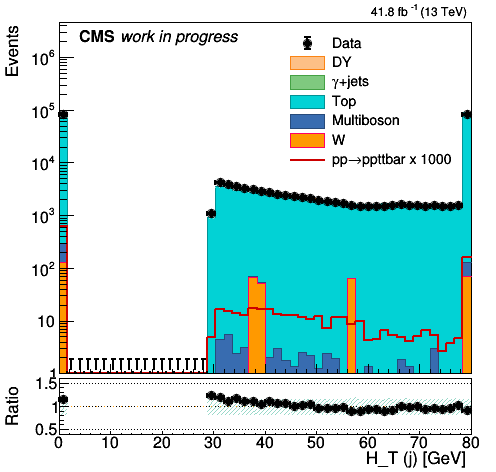 41.8 fb⁻¹ (13 TeV)
CMS work in progress
Events
Data
DY
γ+jets
Top
Multiboson
W
pp→ppttbar x 1000
10⁶
10⁵
10⁴
10³
10²
10
1
1.5
1
0.5
Ratio
0 10 20 30 40 50 60 70 80
H_T (j) [GeV]